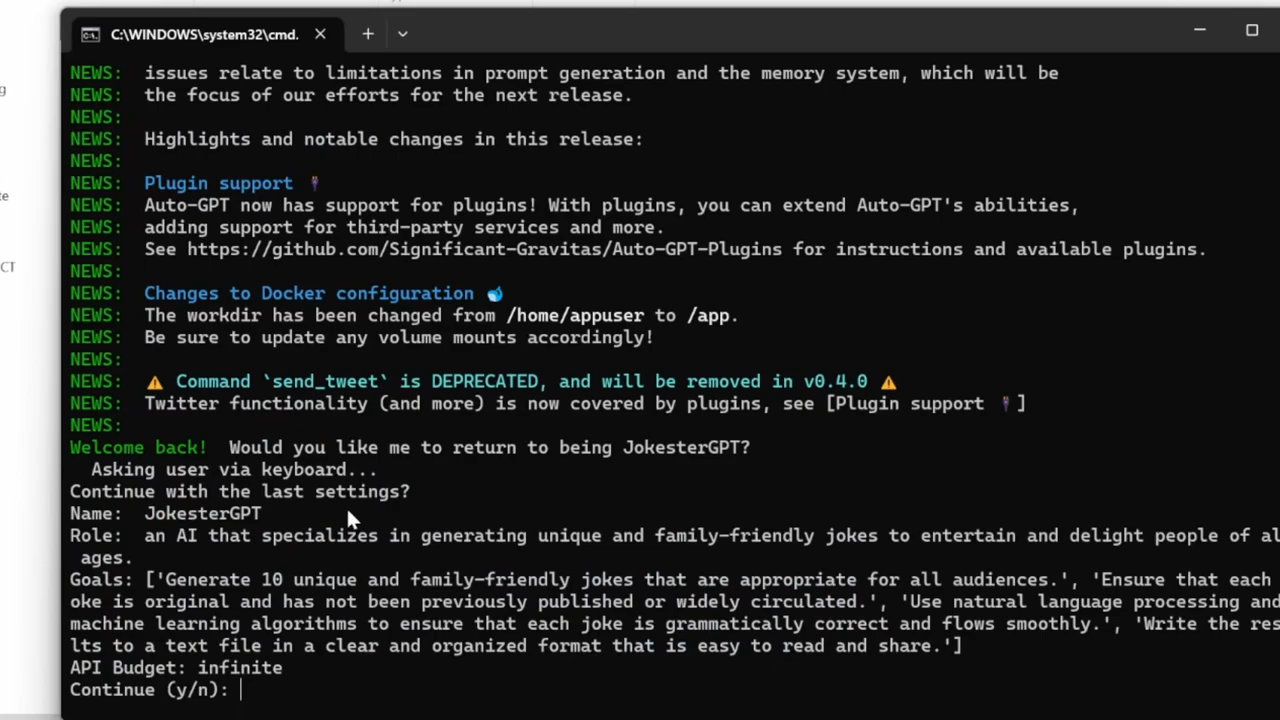 C:\WINDOWS\system32\cmd.
NEWS: issues relate to limitations in prompt generation and the memory system, which will be
NEWS: the focus of our efforts for the next release.
NEWS:
NEWS: Highlights and notable changes in this release:
NEWS:
NEWS: Plugin support
NEWS: Auto-GPT now has support for plugins! With plugins, you can extend Auto-GPT's abilities,
NEWS: adding support for third-party services and more.
NEWS: See https://github.com/Significant-Gravitas/Auto-GPT-Plugins for instructions and available plugins.
NEWS:
NEWS: Changes to Docker configuration 🐳
NEWS: The workdir has been changed from /home/appuser to /app.
NEWS: Be sure to update any volume mounts accordingly!
NEWS:
NEWS: ⚠️ Command `send_tweet` is DEPRECATED, and will be removed in v0.4.0 ⚠️
NEWS: Twitter functionality (and more) is now covered by plugins, see [Plugin support ]
NEWS:
Welcome back! Would you like me to return to being JokesterGPT?
Asking user via keyboard...
Continue with the last settings?
Name: JokesterGPT
Role: an AI that specializes in generating unique and family-friendly jokes to entertain and delight people of al
ages.
Goals: ['Generate 10 unique and family-friendly jokes that are appropriate for all audiences.', 'Ensure that each
oke is original and has not been previously published or widely circulated.', 'Use natural language processing and
machine learning algorithms to ensure that each joke is grammatically correct and flows smoothly.', 'Write the res
lts to a text file in a clear and organized format that is easy to read and share.']
API Budget: infinite
Continue (y/n):